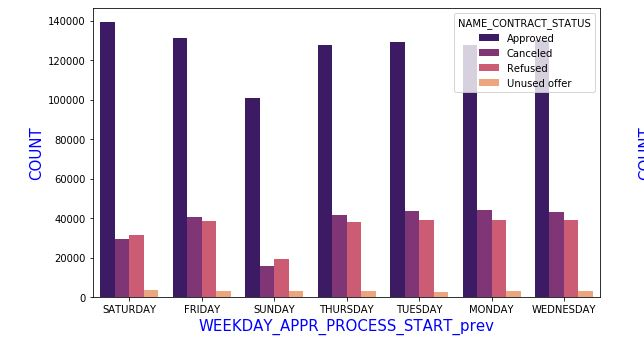 NAME_CONTRACT_STATUS
Approved
Canceled
Refused
Unused offer
140000
120000
100000
80000
60000
40000
20000
0
COUNT
SATURDAY FRIDAY SUNDAY THURSDAY TUESDAY MONDAY WEDNESDAY
WEEKDAY_APPR_PROCESS_START_prev